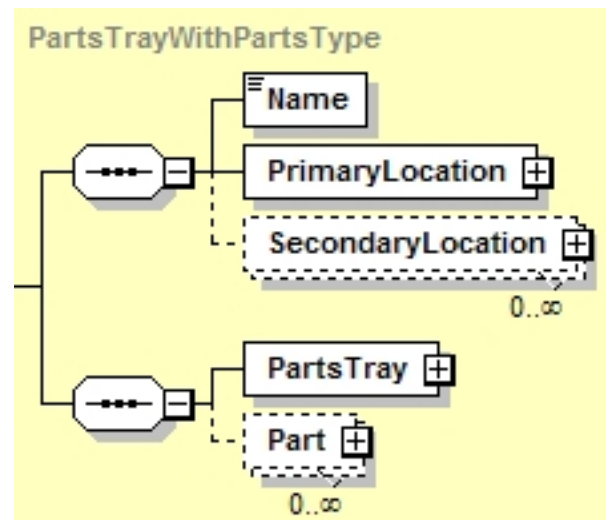 PartsTrayWithPartsType
Name
PrimaryLocation
SecondaryLocation
0..∞
PartsTray
Part
0..∞